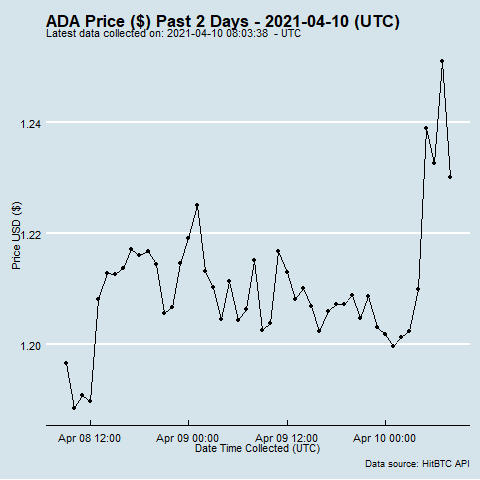 ADA Price ($) Past 2 Days - 2021-04-10 (UTC)
Latest data collected on: 2021-04-10 08:03:38 - UTC
1.24
1.22
1.20
Price USD ($)
Apr 08 12:00 Apr 09 00:00 Apr 09 12:00 Apr 10 00:00
Date Time Collected (UTC)
Data source: HitBTC API